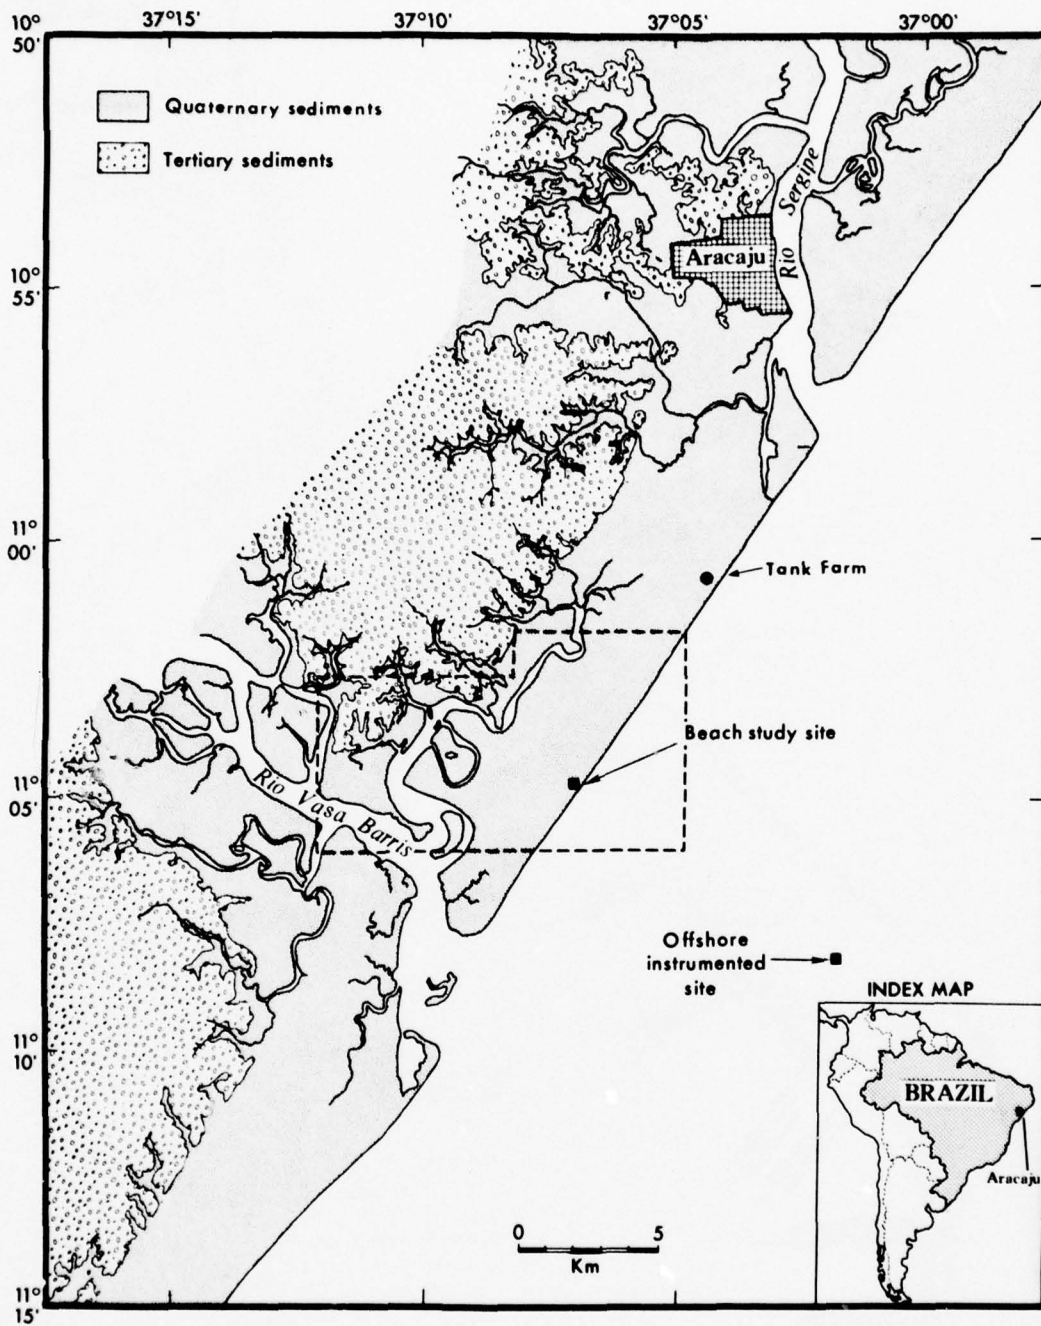 10° 37°15' 37°10' 37°05' 37°00'
50'
Quaternary sediments
Tertiary sediments
Rio Sergipe
Aracaju
10°
55'
11°
00'
Tank Farm
Beach study site
11°
05'
Rio Vasa Barris
Offshore
instrumented
site
INDEX MAP
11°
10'
BRAZIL
Aracaju
0 5
Km
11°
15'